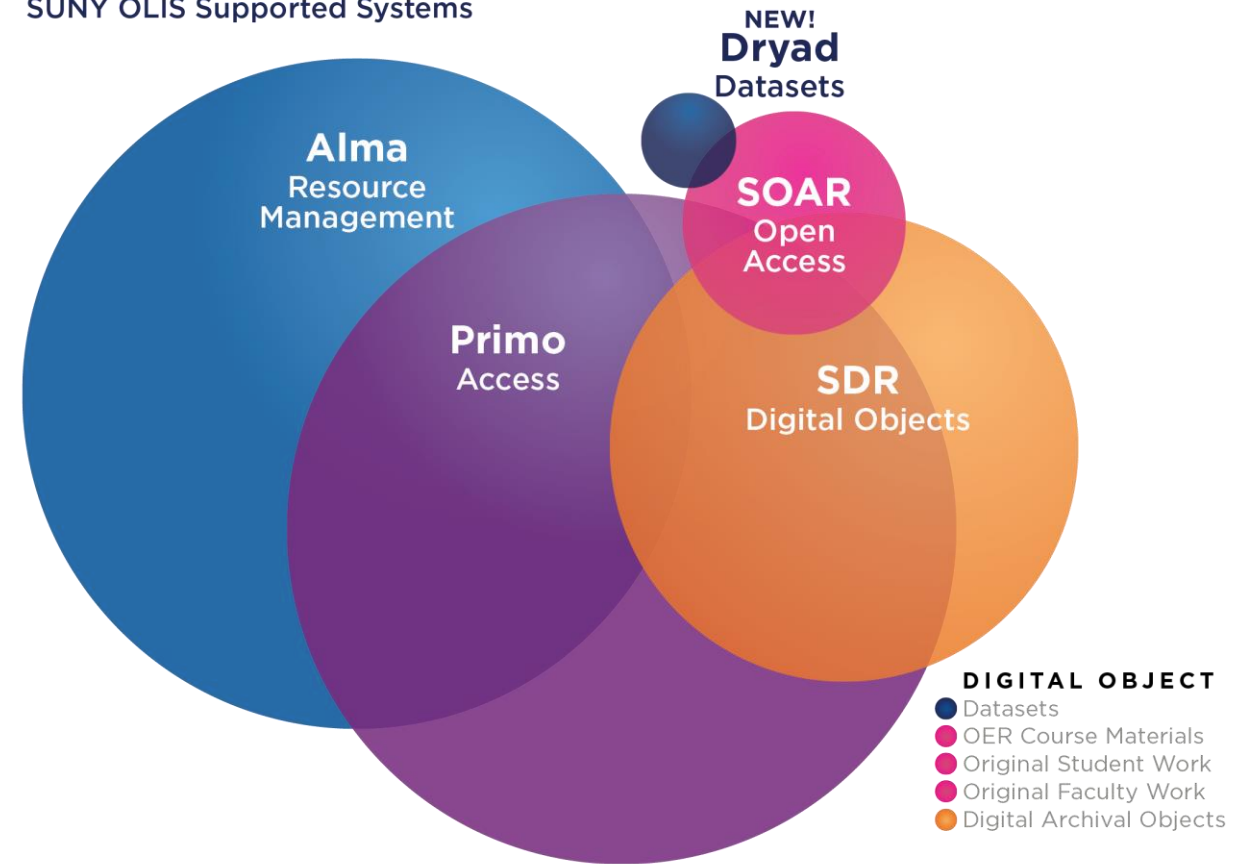 SUNY OLIS Supported Systems
NEW!
Dryad
Datasets
Alma
Resource
Management
SOAR
Open
Access
Primo
Access
SDR
Digital Objects
DIGITAL OBJECT
Datasets
OER Course Materials
Original Student Work
Original Faculty Work
Digital Archival Objects